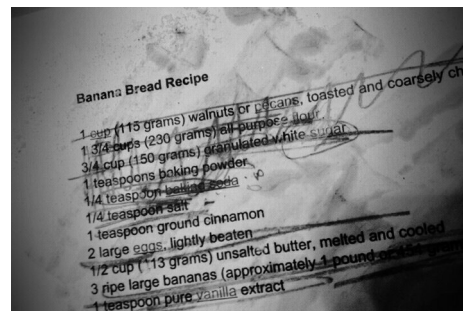 Banana Bread Recipe
1 cup (115 grams) walnuts or pecans, toasted and coarsely ch
1 3/4 cups (230 grams) all-purpose flour
3/4 cup (150 grams) granulated white sugar
1 teaspoons baking powder
1/4 teaspoon baking soda
1/4 teaspoon salt
1 teaspoon ground cinnamon
2 large eggs, lightly beaten
1/2 cup (113 grams) unsalted butter, melted and cooled
3 ripe large bananas (approximately 1 pound or
1 teaspoon pure vanilla extract